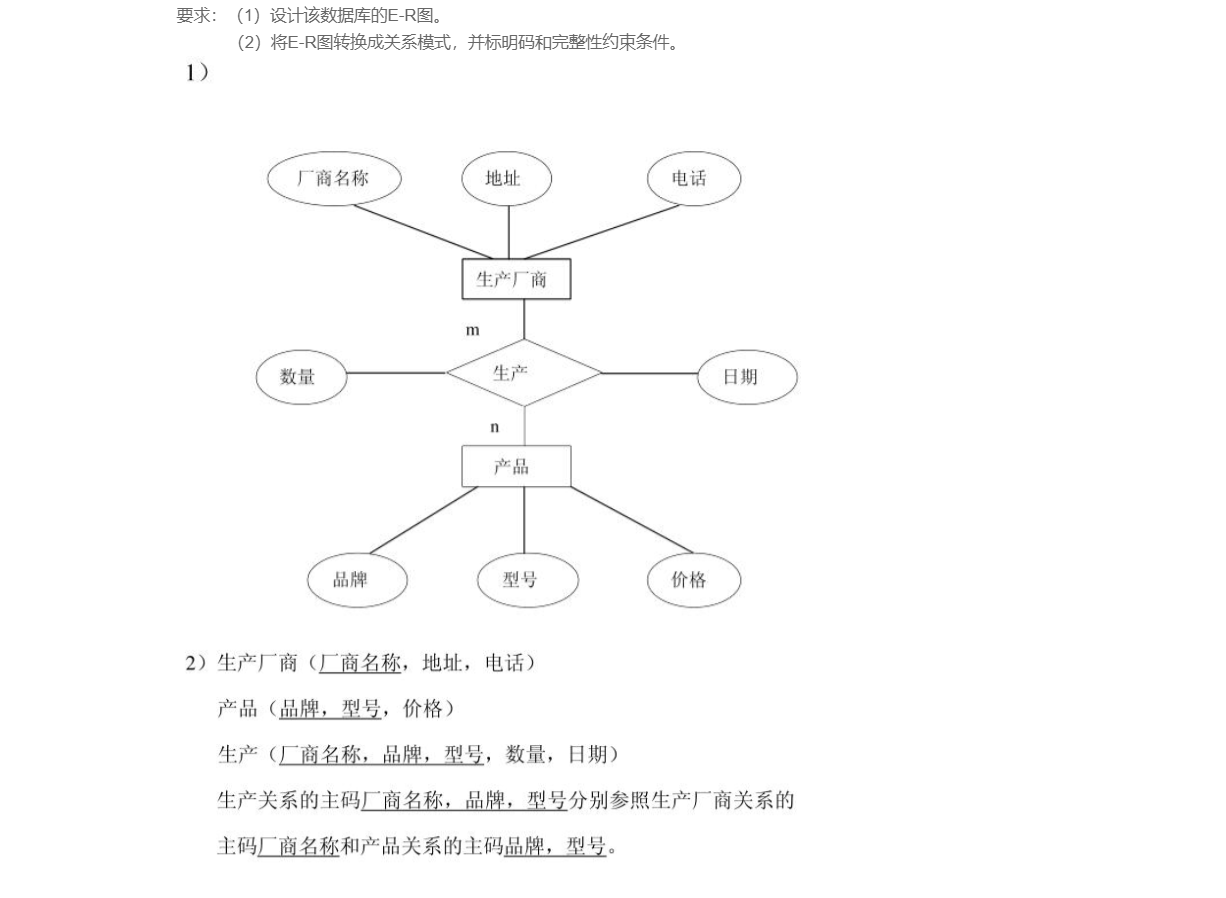 要求：（1）设计该数据库的E-R图。
（2）将E-R图转换成关系模式，并标明码和完整性约束条件。
1）
厂商名称
地址
电话
生产厂商
m
数量
生产
日期
n
产品
品牌
型号
价格
2）生产厂商（厂商名称，地址，电话）
产品（品牌，型号，价格）
生产（厂商名称，品牌，型号，数量，日期）
生产关系的主码厂商名称，品牌，型号分别参照生产厂商关系的
主码厂商名称和产品关系的主码品牌，型号。